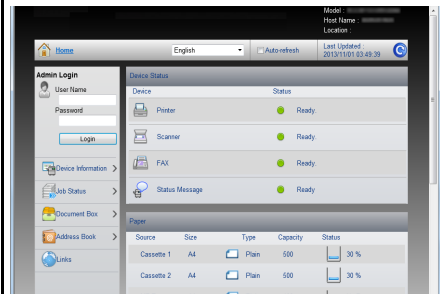 Model :
Host Name :
Location :
Home
English
Auto-refresh
Last Updated :
2013/11/01 03:49:39
Admin Login
User Name
Password
Login
Device Information
Job Status
Document Box
Address Book
Links
Device Status
Device Status
Printer Ready.
Scanner Ready.
FAX Ready.
Status Message Ready
Paper
Source Size Type Capacity Status
Cassette 1 A4 Plain 500 30 %
Cassette 2 A4 Plain 500 30 %